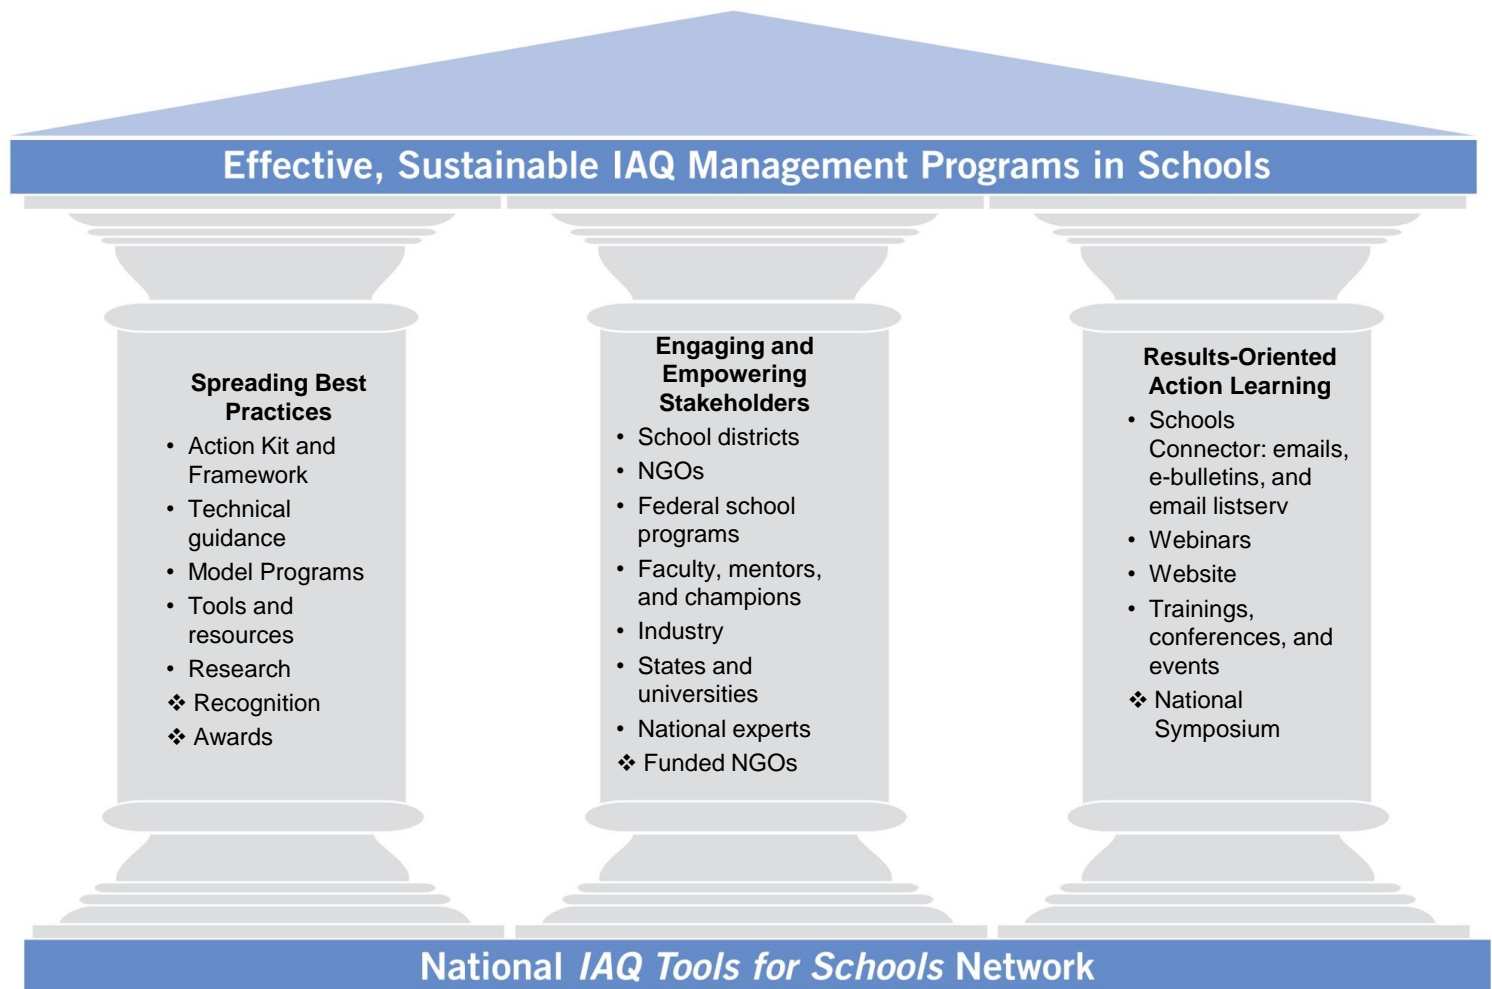 Effective, Sustainable IAQ Management Programs in Schools
Spreading Best
Practices
• Action Kit and
Framework
• Technical
guidance
• Model Programs
• Tools and
resources
• Research
❖ Recognition
❖ Awards
Engaging and
Empowering
Stakeholders
• School districts
• NGOs
• Federal school
programs
• Faculty, mentors,
and champions
• Industry
• States and
universities
• National experts
❖ Funded NGOs
Results-Oriented
Action Learning
• Schools
Connector: emails,
e-bulletins, and
email listserv
• Webinars
• Website
• Trainings,
conferences, and
events
❖ National
Symposium
National IAQ Tools for Schools Network